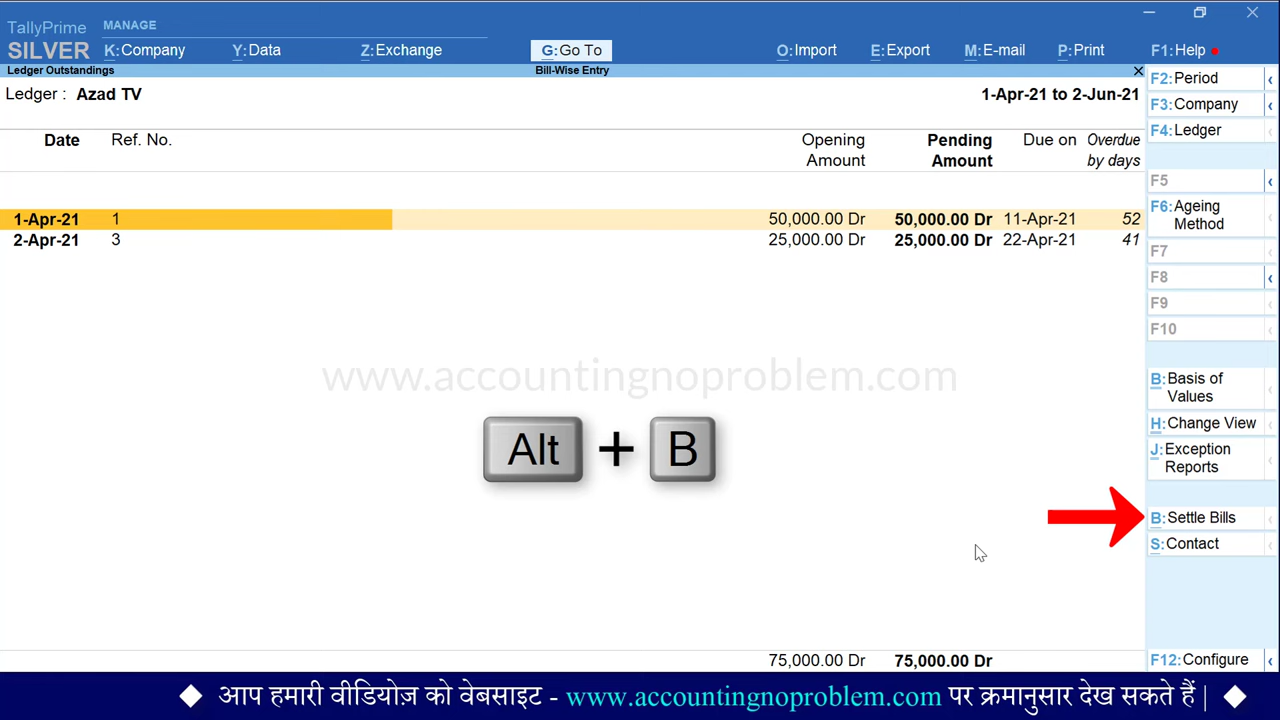 TallyPrime
SILVER
MANAGE
K:Company Y:Data Z:Exchange G:Go To O:Import E:Export M:E-mail P:Print F1:Help
Ledger Outstandings Bill-Wise Entry
Ledger : Azad TV 1-Apr-21 to 2-Jun-21
Date Ref. No. Opening Pending Due on Overdue
Amount Amount by days
1-Apr-21 1 50,000.00 Dr 50,000.00 Dr 11-Apr-21 52
2-Apr-21 3 25,000.00 Dr 25,000.00 Dr 22-Apr-21 41
www.accountingnoproblem.com
Alt + B
75,000.00 Dr 75,000.00 Dr
F2:Period
F3:Company
F4:Ledger
F5
F6:Ageing
Method
F7
F8
F9
F10
B:Basis of
Values
H:Change View
J:Exception
Reports
B:Settle Bills
S:Contact
F12:Configure
आप हमारी वीडियोज़ को वेबसाइट - www.accountingnoproblem.com पर क्रमानुसार देख सकते हैं |